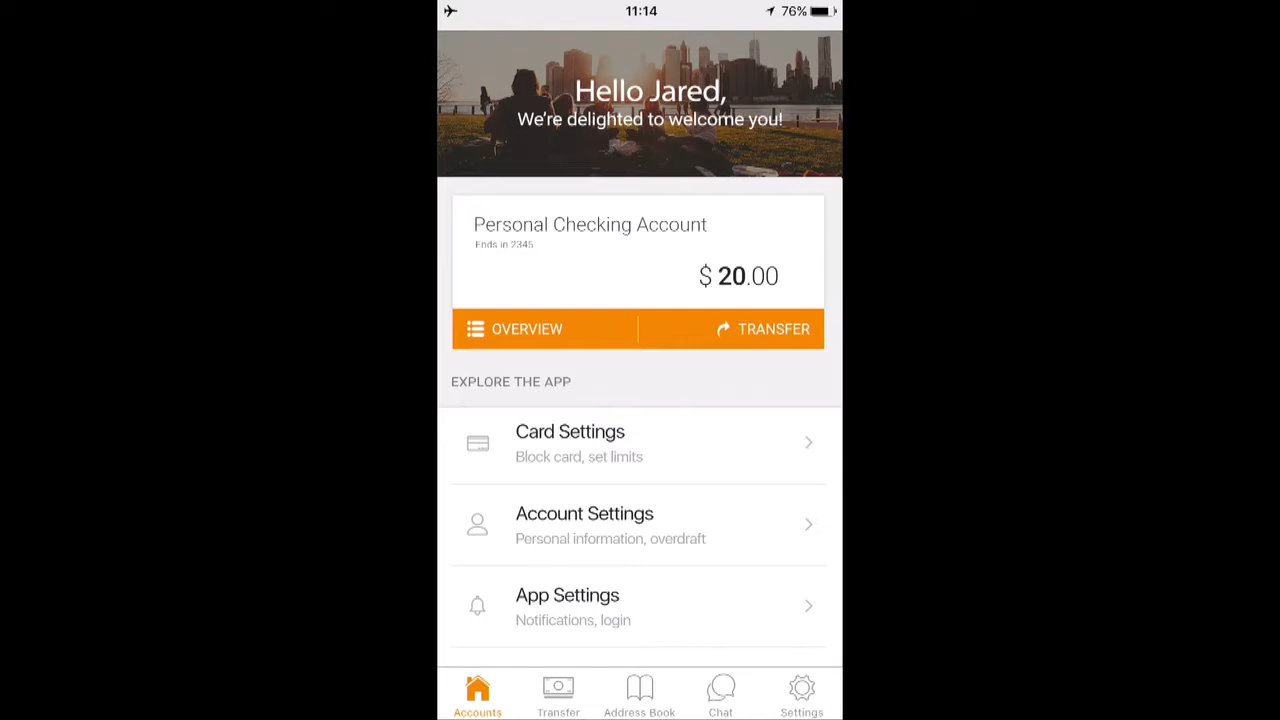 11:14
76%
Hello Jared,
We're delighted to welcome you!
Personal Checking Account
Ends in 2345
$ 20.00
OVERVIEW
TRANSFER
EXPLORE THE APP
Card Settings
Block card, set limits
Account Settings
Personal information, overdraft
App Settings
Notifications, login
Accounts
Transfer
Address Book
Chat
Settings